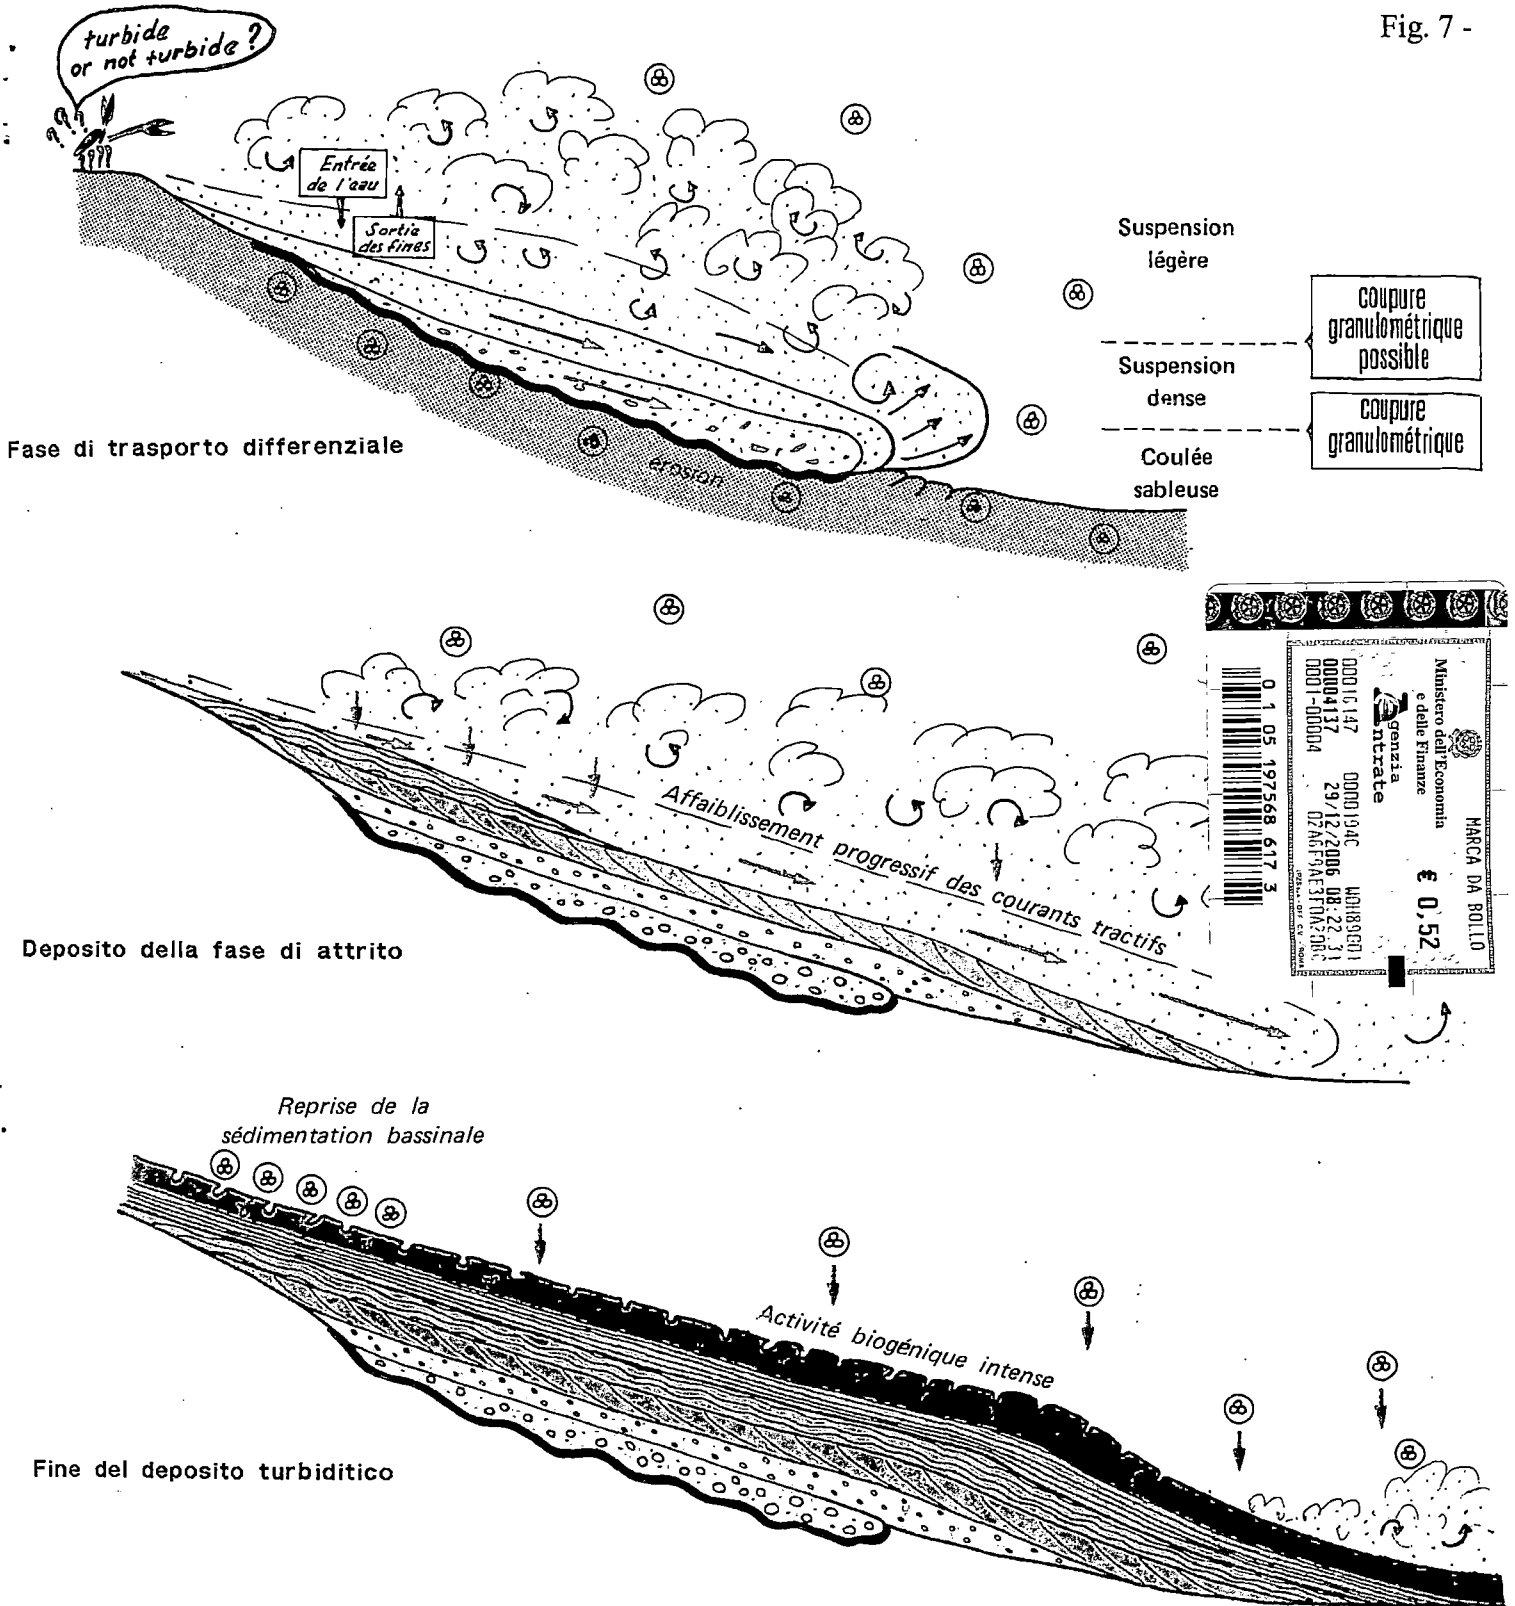 Fig. 7 -
turbide
or not turbide ?
Entrée
de l'eau
Sortie
des fines
Suspension
légère
coupure
granulométrique
possible
Suspension
dense
coupure
granulométrique
Coulée
sableuse
Fase di trasporto differenziale
érosion
MARCA DA BOLLO
€ 0,52
Ministero dell'Economia
e delle Finanze
Agenzia
Entrate
0000194C
00004137 29/12/2006 08:22:31
0001-00004
0 1 05 197568 617 3
Affaiblissement progressif des courants tractifs
Deposito della fase di attrito
Reprise de la
sédimentation bassinale
Activité biogénique intense
Fine del deposito turbiditico